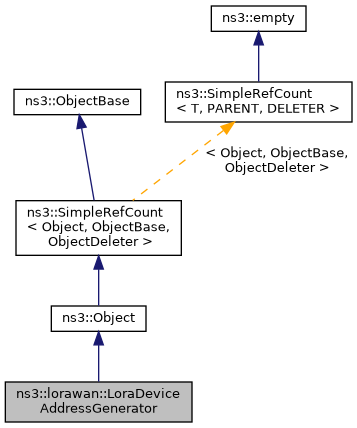 ns3::empty
ns3::SimpleRefCount
< T, PARENT, DELETER >
ns3::ObjectBase
< Object, ObjectBase,
ObjectDeleter >
ns3::SimpleRefCount
< Object, ObjectBase,
ObjectDeleter >
ns3::Object
ns3::lorawan::LoraDevice
AddressGenerator